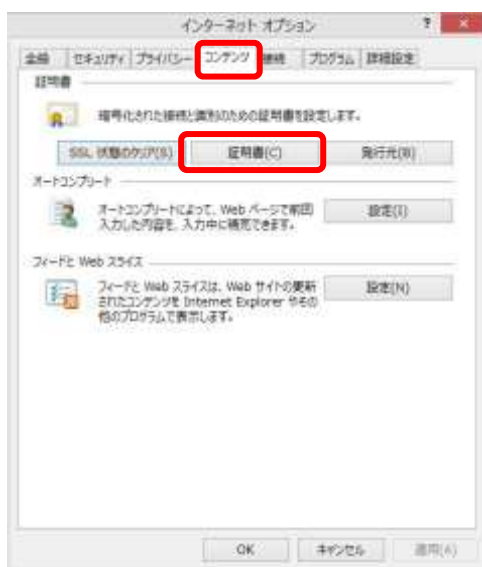 インターネット オプション
全般 セキュリティ プライバシー コンテンツ 接続 プログラム 詳細設定
証明書
暗号化された接続と識別のための証明書を設定します。
SSL 状態のクリア(S) 証明書(C) 発行元(B)
オートコンプリート
オートコンプリートによって、Web ページで前回 設定(I)
入力した内容を、入力中に補完できます。
フィードと Web スライス
フィードと Web スライスは、Web サイトの更新 設定(N)
されたコンテンツを Internet Explorer やその
他のプログラムで表示します。
OK キャンセル 適用(A)